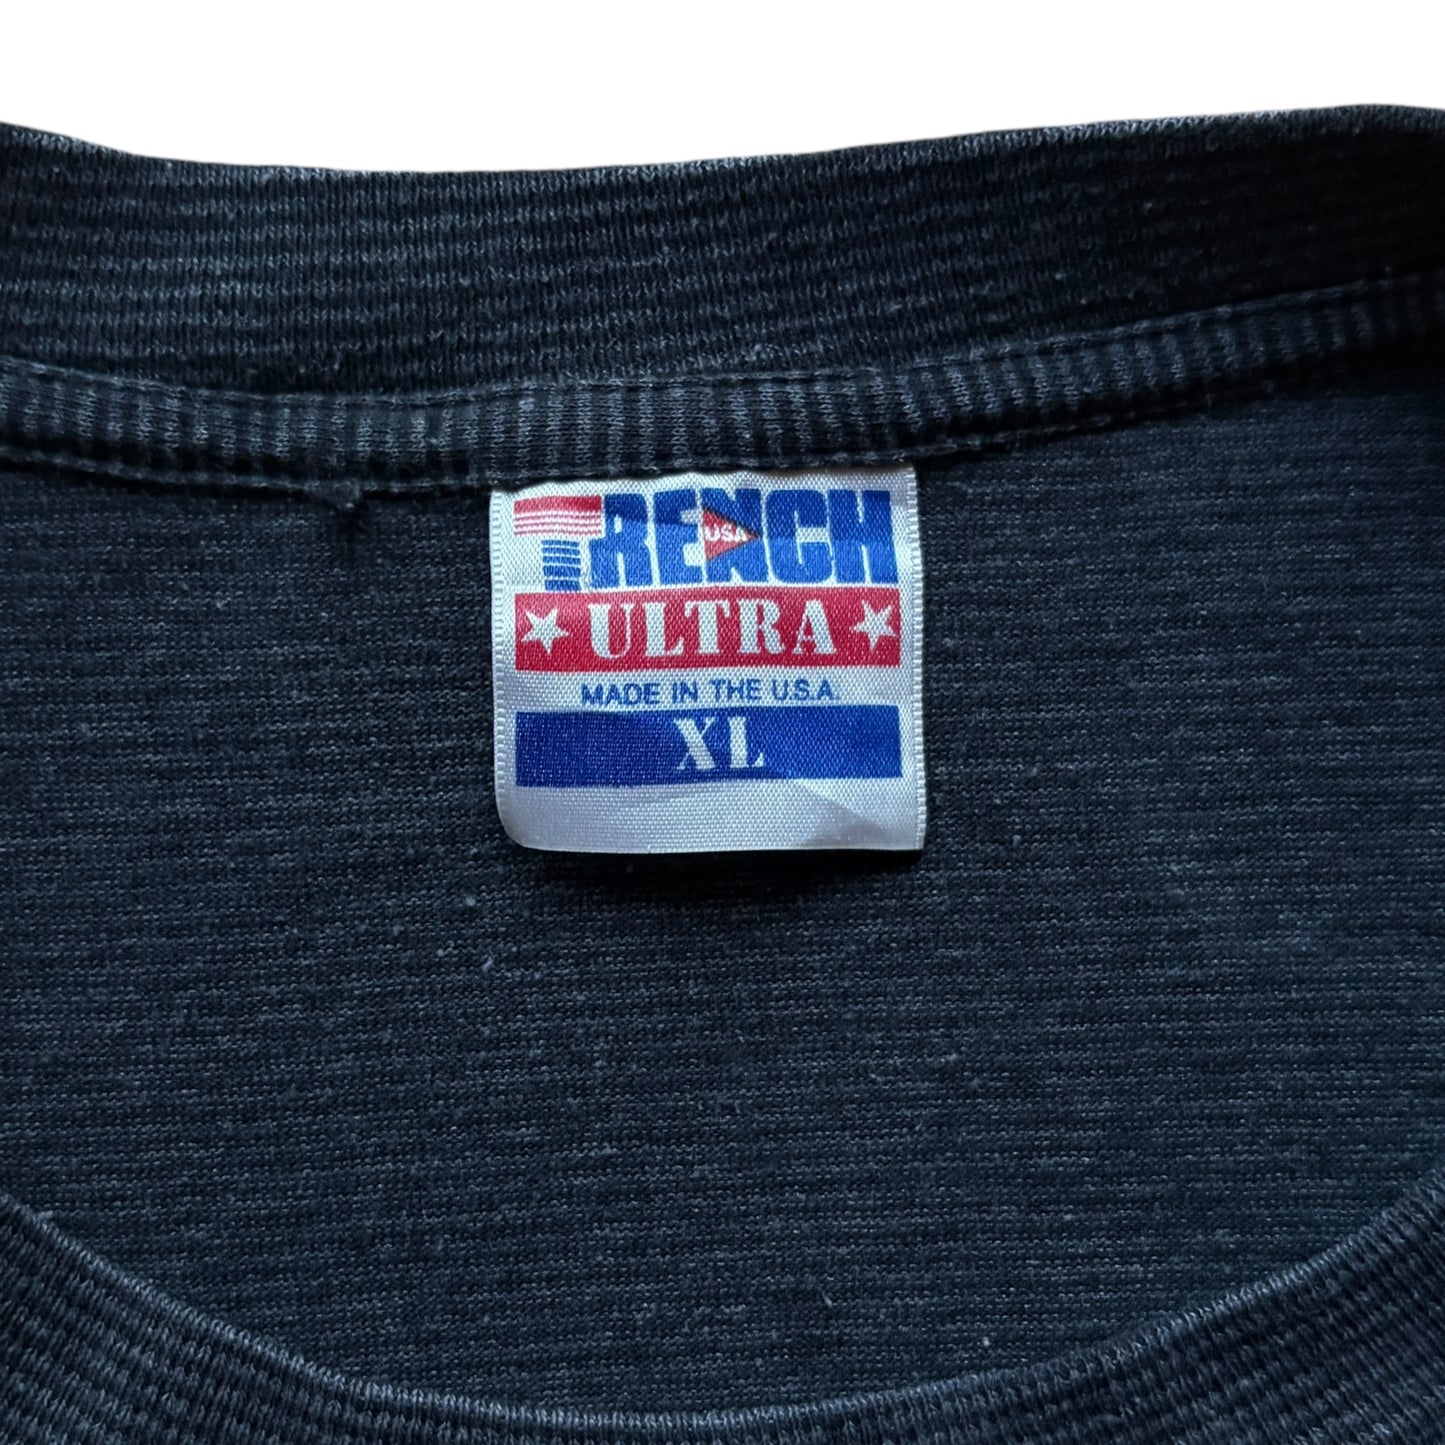 TRENCH
USA
ULTRA
MADE IN THE U.S.A.
XL